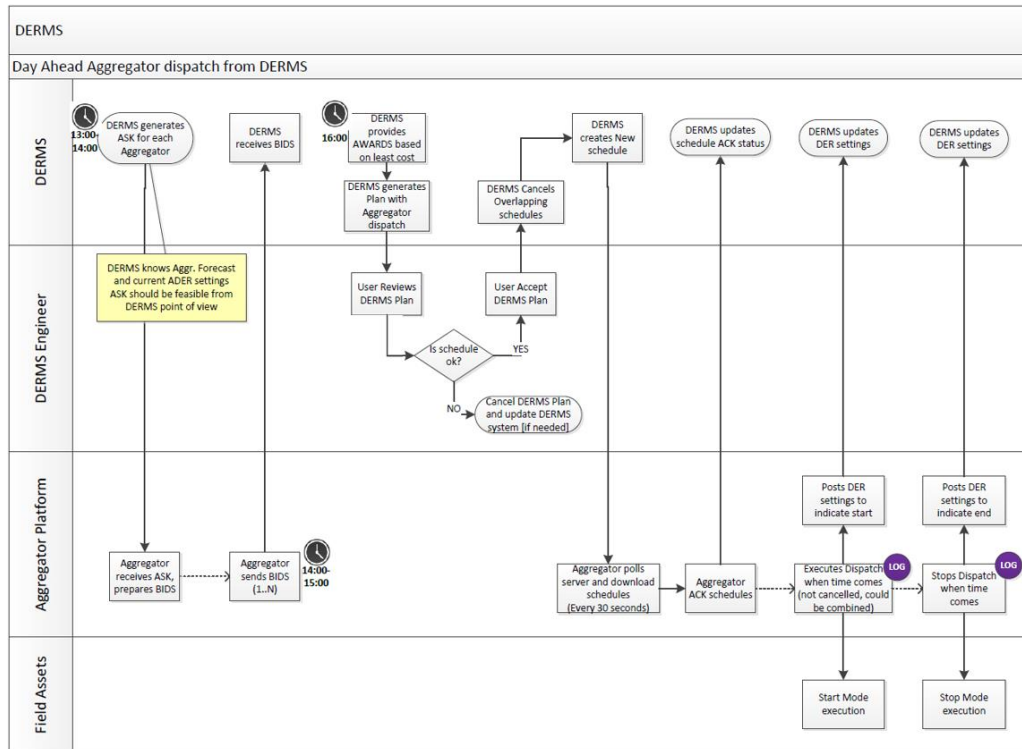 DERMS
Day Ahead Aggregator dispatch from DERMS
DERMS
13:00-
14:00
DERMS generates
ASK for each
Aggregator
DERMS
receives BIDS
16:00
DERMS
provides
AWARDS based
on least cost
DERMS generates
Plan with
Aggregator
dispatch
DERMS Cancels
Overlapping
schedules
DERMS
creates New
schedule
DERMS updates
schedule ACK status
DERMS updates
DER settings
DERMS updates
DER settings
DERMS Engineer
DERMS knows Aggr. Forecast
and current ADER settings
ASK should be feasible from
DERMS point of view
User Reviews
DERMS Plan
User Accept
DERMS Plan
Is schedule
ok?
YES
NO
Cancel DERMS Plan
and update DERMS
system [if needed]
Aggregator Platform
Aggregator
receives ASK,
prepares BIDS
Aggregator
sends BIDS
(1..N)
14:00-
15:00
Aggregator polls
server and download
schedules
(Every 30 seconds)
Aggregator
ACK schedules
Posts DER
settings to
indicate start
Posts DER
settings to
indicate end
LOG
Executes Dispatch
when time comes
(not cancelled, could
be combined)
LOG
Stops Dispatch
when time
comes
Field Assets
Start Mode
execution
Stop Mode
execution